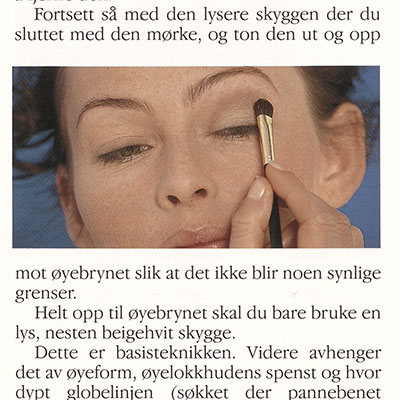 Fortsett så med den lysere skyggen der du
sluttet med den mørke, og ton den ut og opp
mot øyebrynet slik at det ikke blir noen synlige
grenser.
Helt opp til øyebrynet skal du bare bruke en
lys, nesten beigehvit skygge.
Dette er basisteknikken. Videre avhenger
det av øyeform, øyelokkhudens spenst og hvor
dypt globelinjen (søkket der pannebenet